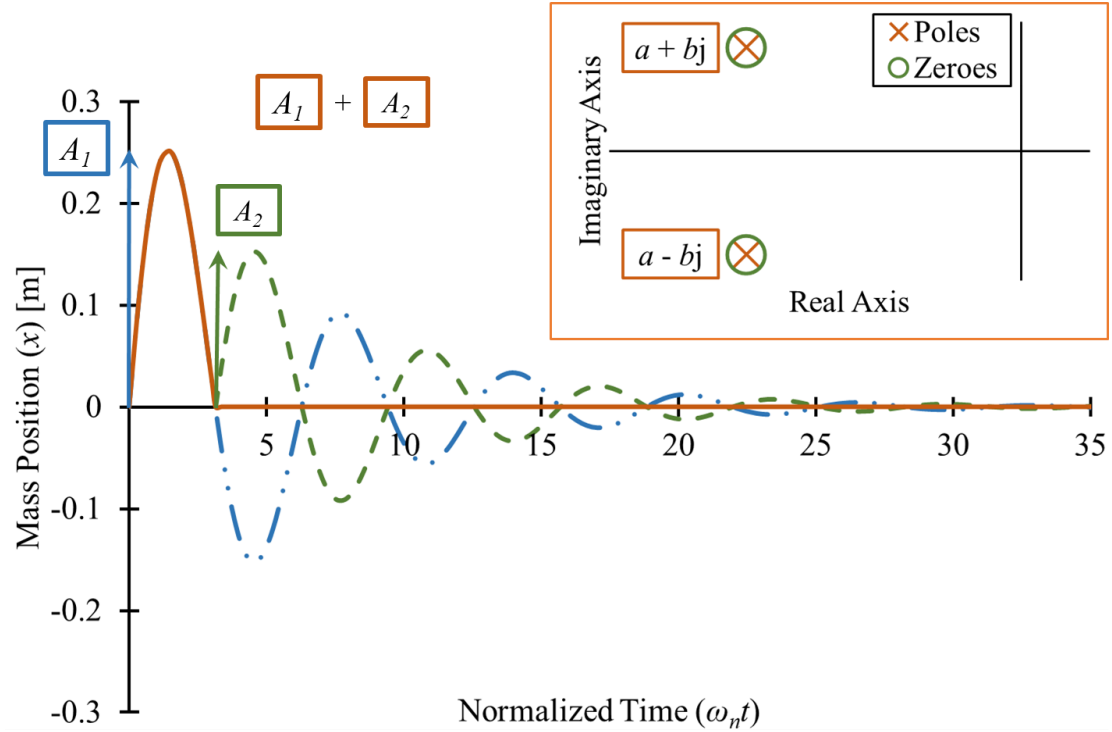 a + bj
Poles
Zeroes
Imaginary Axis
a - bj
Real Axis
A1 + A2
A1
A2
0.3
0.2
0.1
0
-0.1
-0.2
-0.3
Mass Position (x) [m]
5 10 15 20 25 30 35
Normalized Time (ωnt)